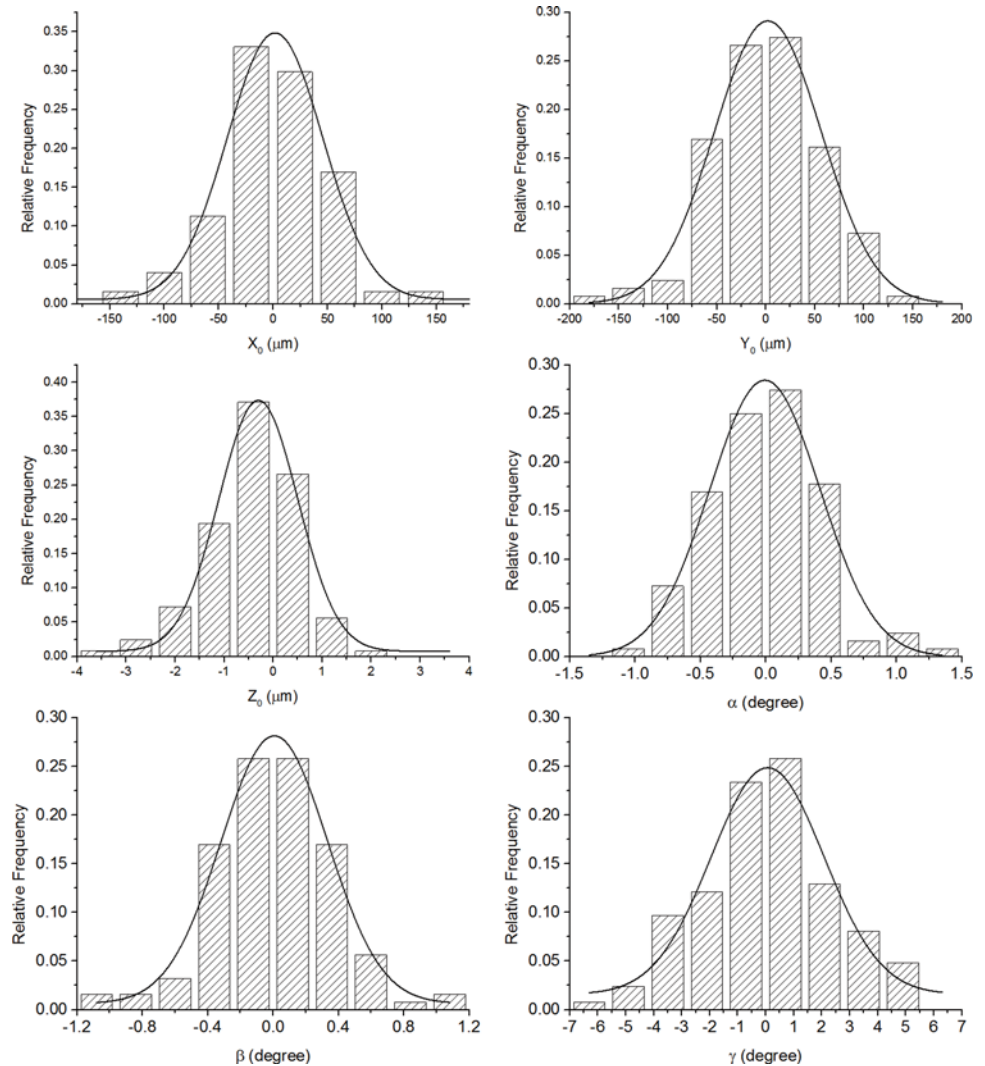 Relative Frequency
0.35
0.30
0.25
0.20
0.15
0.10
0.05
0.00
-150 -100 -50 0 50 100 150
X0 (μm)
Relative Frequency
0.30
0.25
0.20
0.15
0.10
0.05
0.00
-200 -150 -100 -50 0 50 100 150 200
Y0 (μm)
Relative Frequency
0.40
0.35
0.30
0.25
0.20
0.15
0.10
0.05
0.00
-4 -3 -2 -1 0 1 2 3 4
Z0 (μm)
Relative Frequency
0.30
0.25
0.20
0.15
0.10
0.05
0.00
-1.5 -1.0 -0.5 0.0 0.5 1.0 1.5
α (degree)
Relative Frequency
0.30
0.25
0.20
0.15
0.10
0.05
0.00
-1.2 -0.8 -0.4 0.0 0.4 0.8 1.2
β (degree)
Relative Frequency
0.30
0.25
0.20
0.15
0.10
0.05
0.00
-7 -6 -5 -4 -3 -2 -1 0 1 2 3 4 5 6 7
γ (degree)